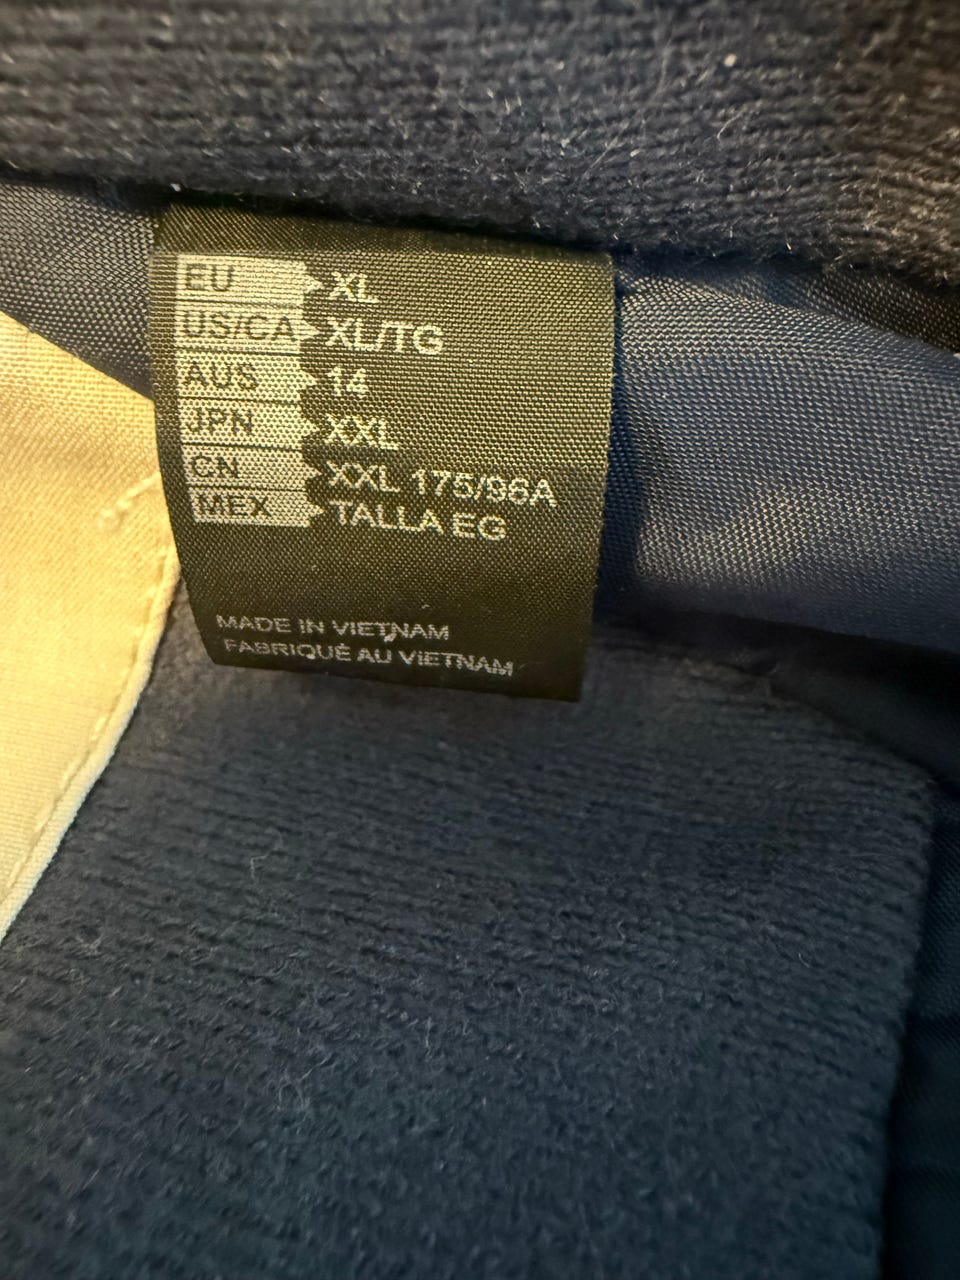 EU XL
US/CA XL/TG
AUS 14
JPN XXL
CN XXL 175/96A
MEX TALLA EG
MADE IN VIETNAM
FABRIQUÉ AU VIETNAM